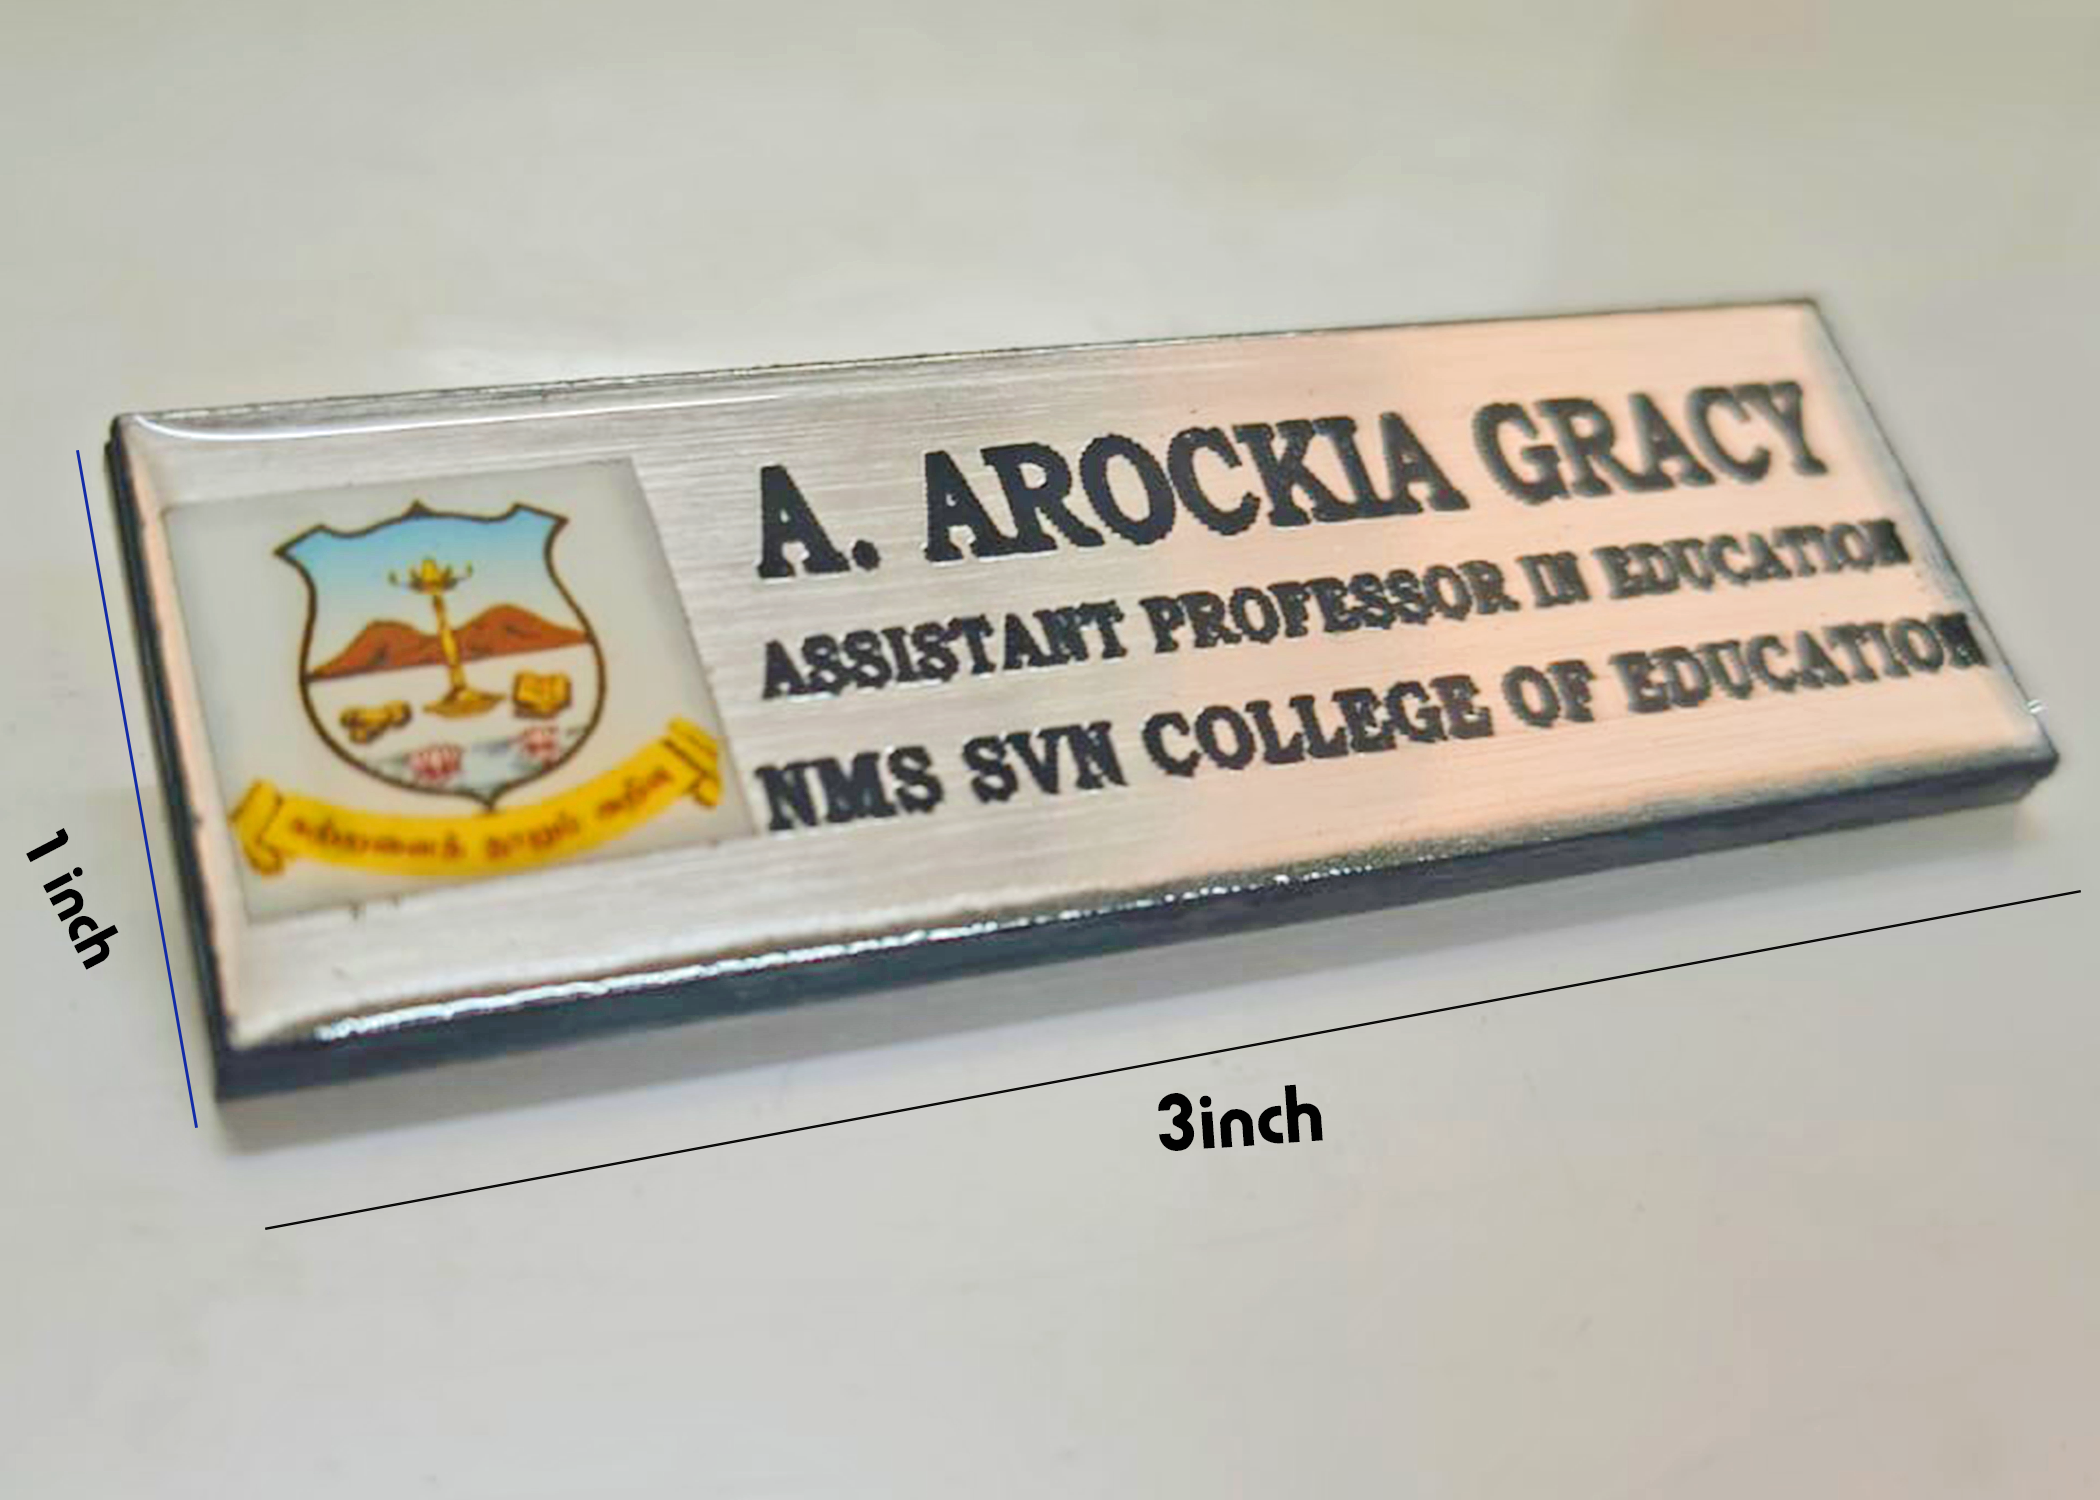 A. AROCKIA GRACY
ASSISTANT PROFESSOR IN EDUCATION
NMS SVN COLLEGE OF EDUCATION
1 inch
3inch